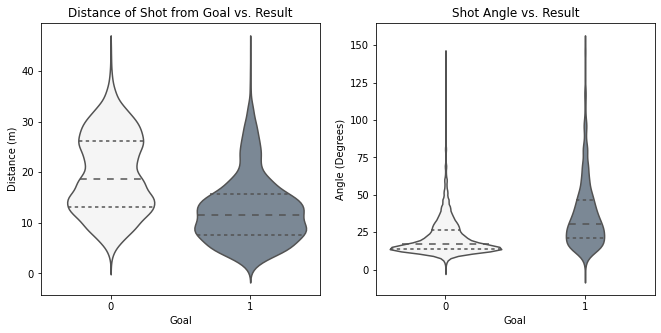 Distance of Shot from Goal vs. Result
40
30
20
10
0
Distance (m)
0
1
Goal
Shot Angle vs. Result
150
125
100
75
50
25
0
Angle (Degrees)
0
1
Goal